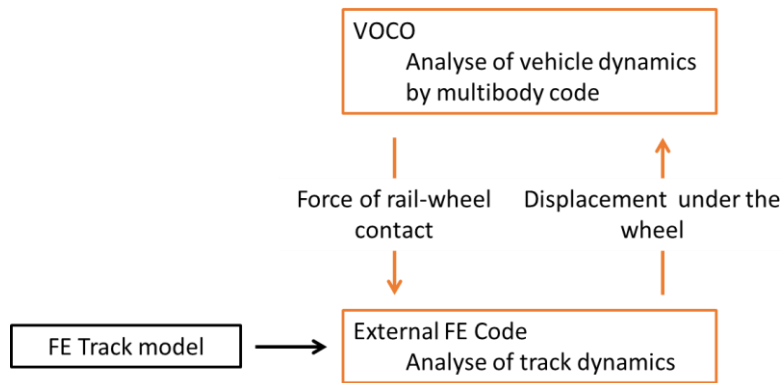 VOCO
Analyse of vehicle dynamics
by multibody code
Force of rail-wheel
contact
Displacement under the
wheel
FE Track model
External FE Code
Analyse of track dynamics